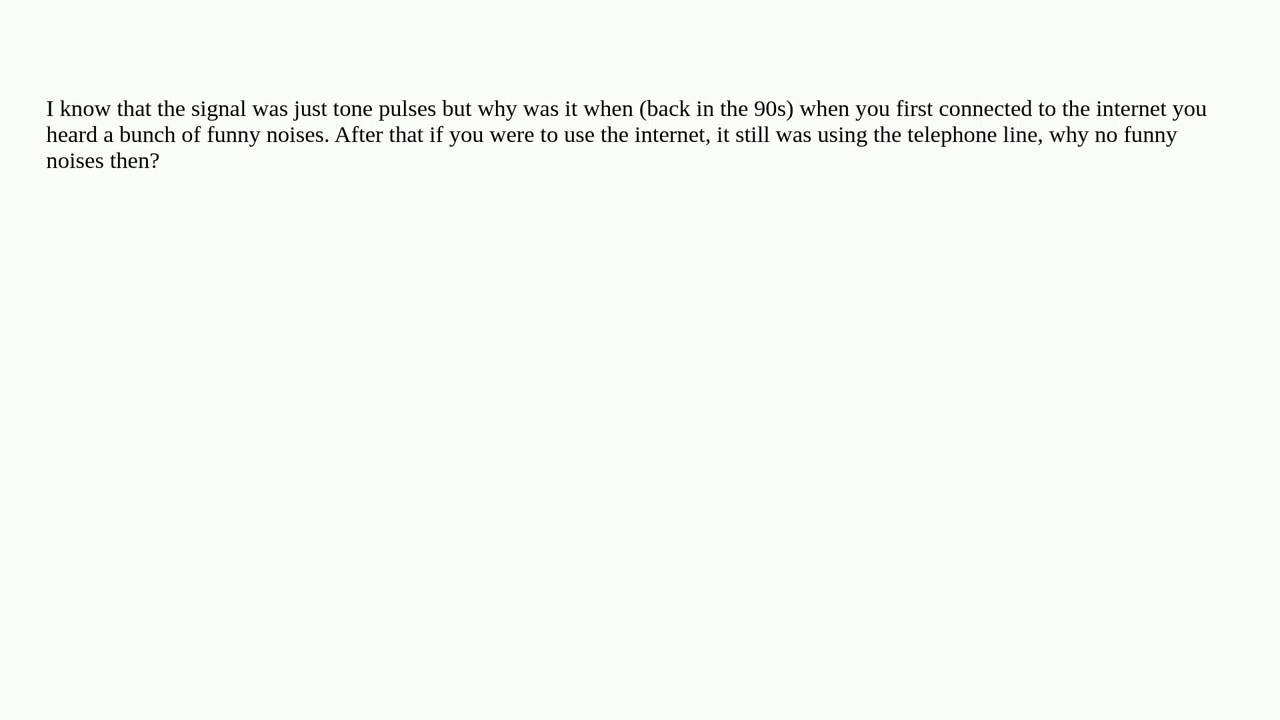 I know that the signal was just tone pulses but why was it when (back in the 90s) when you first connected to the internet you
heard a bunch of funny noises. After that if you were to use the internet, it still was using the telephone line, why no funny
noises then?